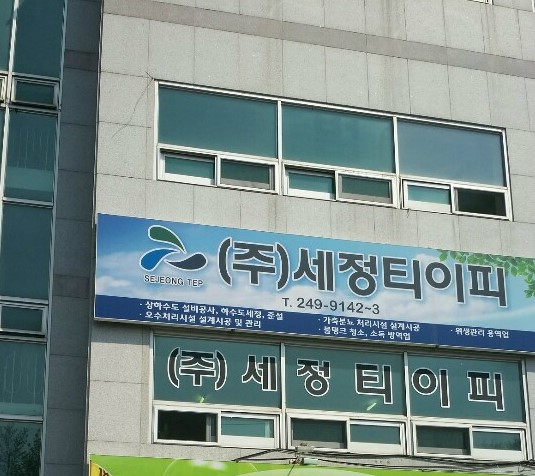 (주)세정티이피
SEJEONG TEP
T. 249-9142~3
· 상하수도 설비공사, 하수도세정, 준설
· 가축분뇨 처리시설 설계시공
· 위생관리 용역업
· 오수처리시설 설계시공 및 관리
· 물탱크 청소, 소독 방역업
(주)세정티이피